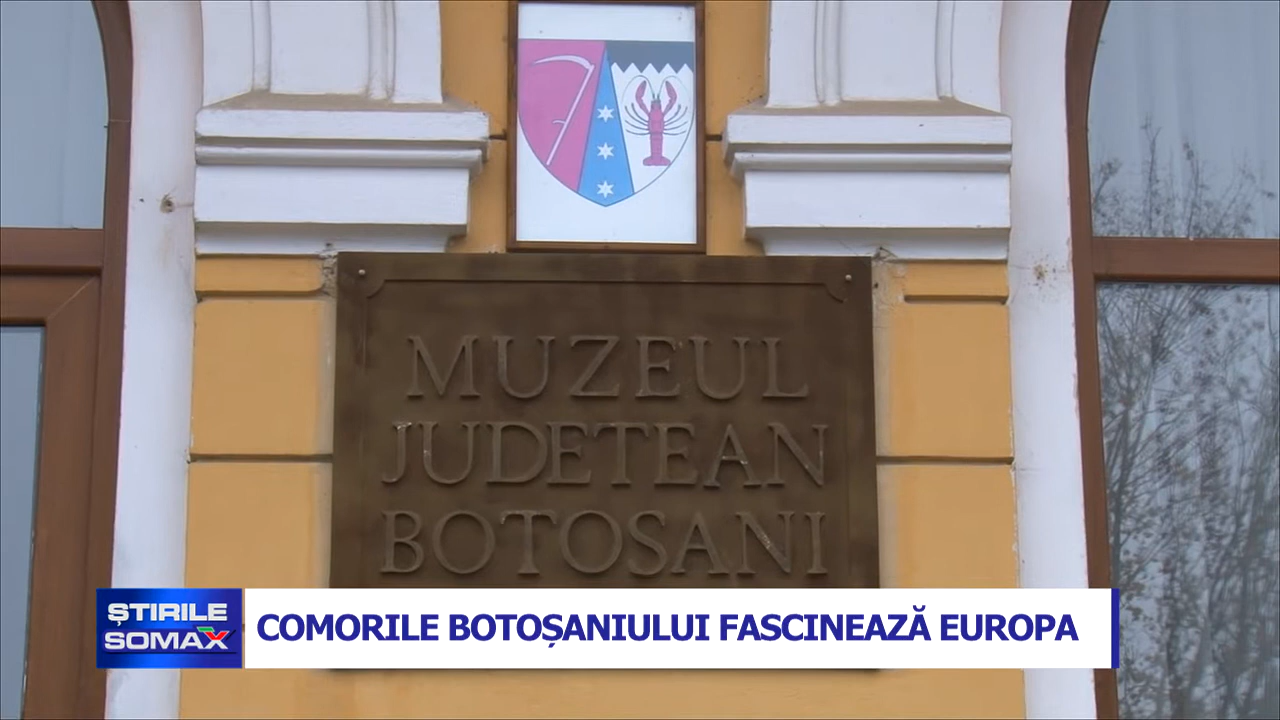 MUZEUL
JUDETEAN
BOTOSANI
ȘTIRILE
SOMAX
COMORILE BOTOȘANIULUI FASCINEAZĂ EUROPA